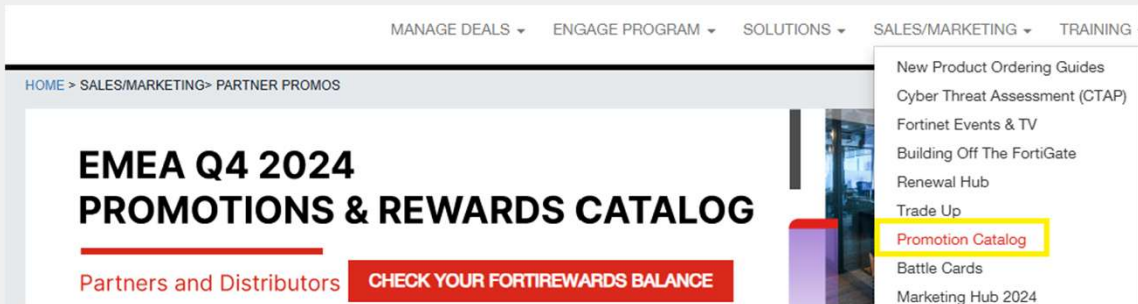 MANAGE DEALS ENGAGE PROGRAM SOLUTIONS SALES/MARKETING TRAINING
HOME > SALES/MARKETING> PARTNER PROMOS
EMEA Q4 2024
PROMOTIONS & REWARDS CATALOG
Partners and Distributors CHECK YOUR FORTIREWARDS BALANCE
New Product Ordering Guides
Cyber Threat Assessment (CTAP)
Fortinet Events & TV
Building Off The FortiGate
Renewal Hub
Trade Up
Promotion Catalog
Battle Cards
Marketing Hub 2024